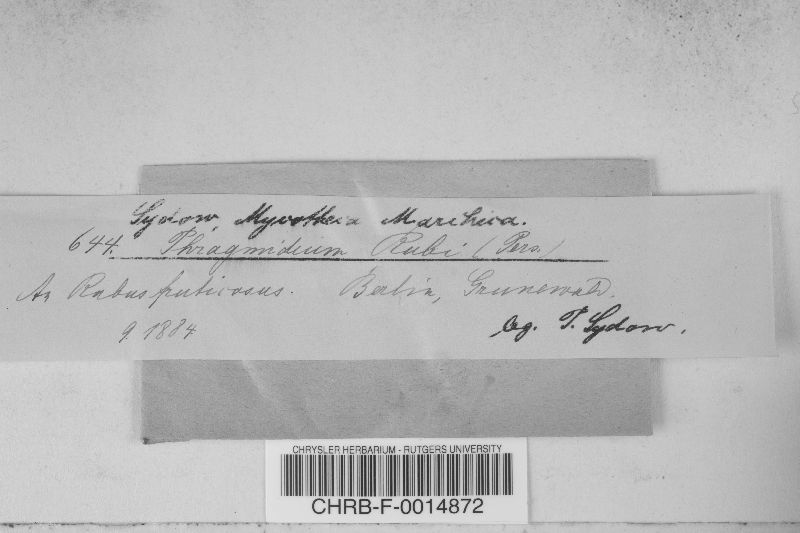 Sydow, Mycotheca Marchica.
644. Phragmidium Rubi (Pers.)
An Rubus fruticosus. Berlin, Grunewald.
9. 1884 leg. P. Sydow.
CHRYSLER HERBARIUM - RUTGERS UNIVERSITY
CHRB-F-0014872